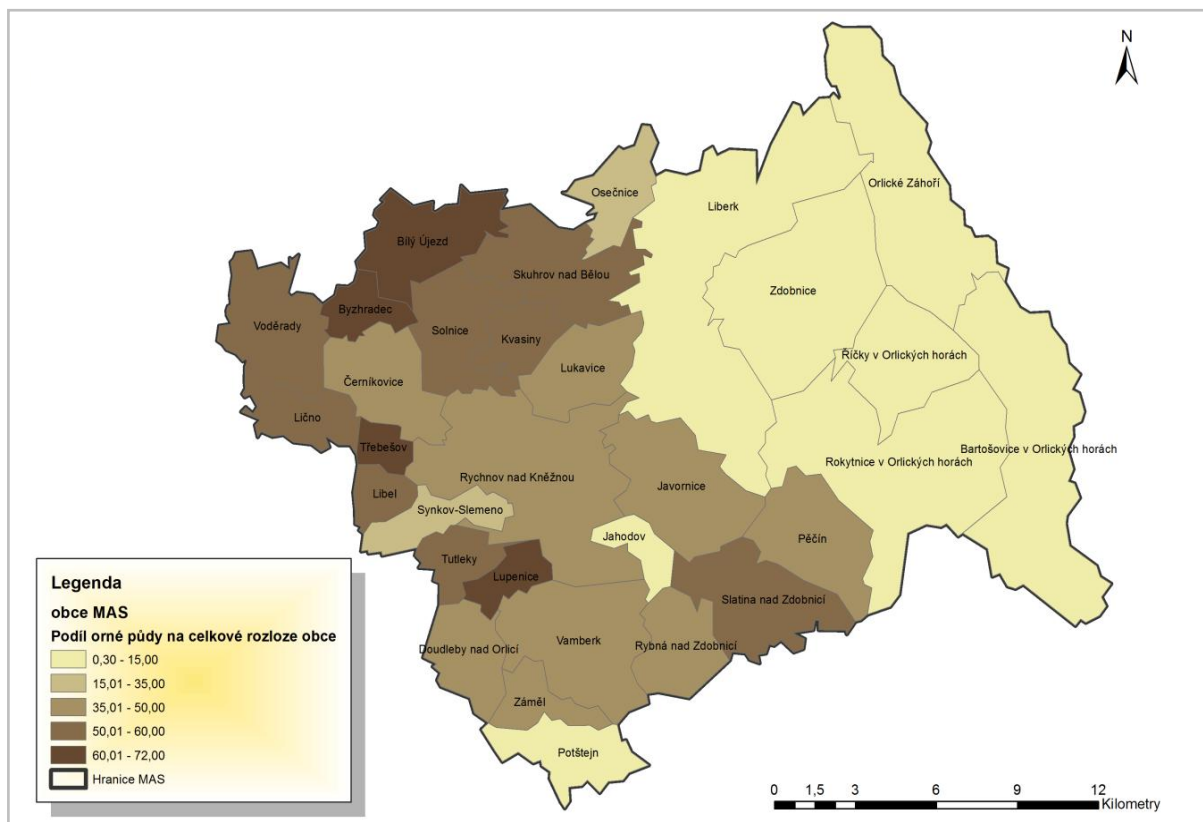 N
Osečnice
Orlické Záhoří
Liberk
Bílý Újezd
Skuhrov nad Bělou
Zdobnice
Byzhradec
Voděrady
Solnice
Kvasiny
Říčky v Orlických horách
Lukavice
Černíkovice
Lično
Třebešov
Bartošovice v Orlických horách
Rokytnice v Orlických horách
Rychnov nad Kněžnou
Javornice
Libel
Synkov-Slemeno
Jahodov
Pěčín
Tutleky
Lupenice
Slatina nad Zdobnicí
Vamberk
Rybná nad Zdobnicí
Doudleby nad Orlicí
Záměl
Potštejn
Legenda
obce MAS
Podíl orné půdy na celkové rozloze obce
0,30 - 15,00
15,01 - 35,00
35,01 - 50,00
50,01 - 60,00
60,01 - 72,00
Hranice MAS
0 1,5 3 6 9 12
Kilometry